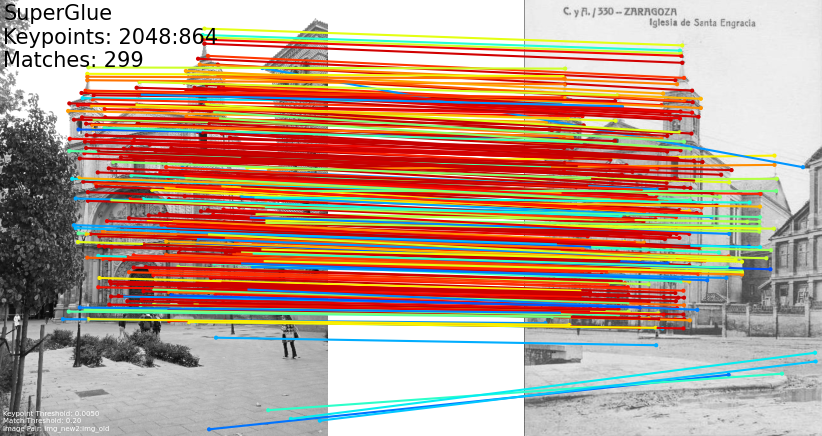 SuperGlue
Keypoints: 2048:864
Matches: 299
C. y A. / 330 – ZARAGOZA
Iglesia de Santa Engracia
Keypoint Threshold: 0.0050
Match Threshold: 0.20
Image Pair: img_new2:img_old